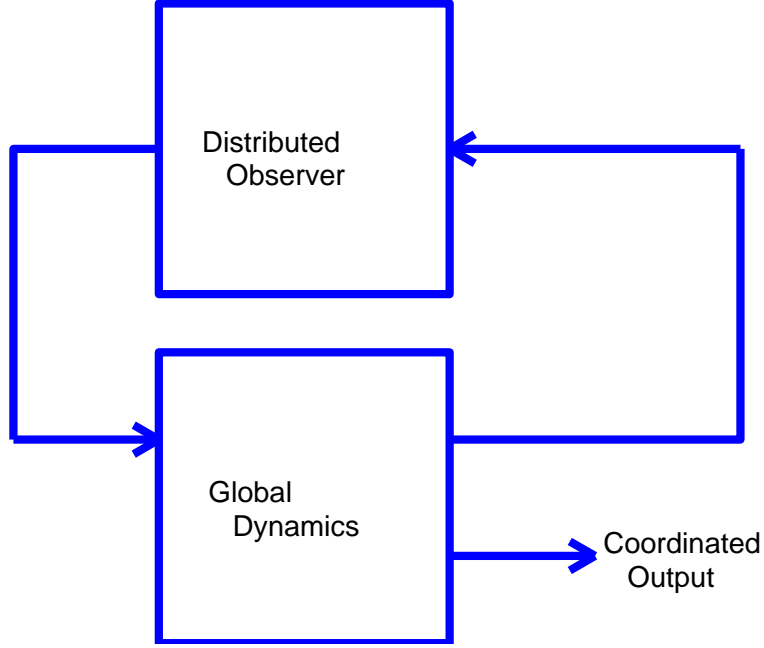 Distributed
Observer
Global
Dynamics
Coordinated
Output